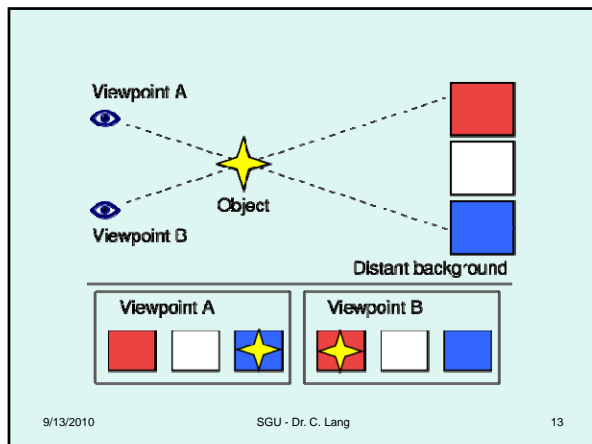 Viewpoint A
Object
Viewpoint B
Distant background
Viewpoint A
Viewpoint B
9/13/2010
SGU - Dr. C. Lang
13